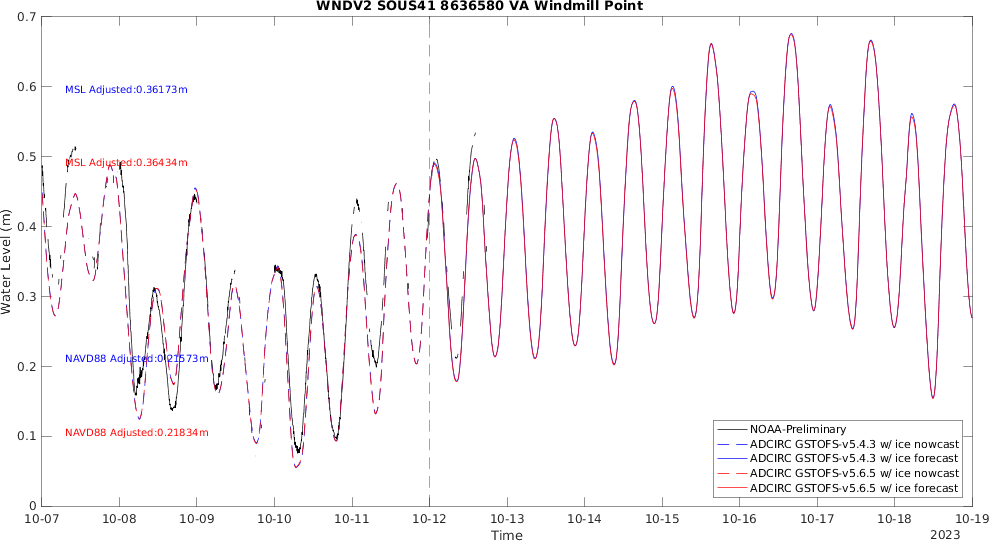 WNDV2 SOUS41 8636580 VA Windmill Point
0.7
0.6
0.5
0.4
0.3
0.2
0.1
0
Water Level (m)
MSL Adjusted:0.36173m
MSL Adjusted:0.36434m
NAVD88 Adjusted:0.21573m
NAVD88 Adjusted:0.21834m
NOAA-Preliminary
ADCIRC GSTOFS-v5.4.3 w/ ice nowcast
ADCIRC GSTOFS-v5.4.3 w/ ice forecast
ADCIRC GSTOFS-v5.6.5 w/ ice nowcast
ADCIRC GSTOFS-v5.6.5 w/ ice forecast
10-07 10-08 10-09 10-10 10-11 10-12 10-13 10-14 10-15 10-16 10-17 10-18 10-19
Time
2023